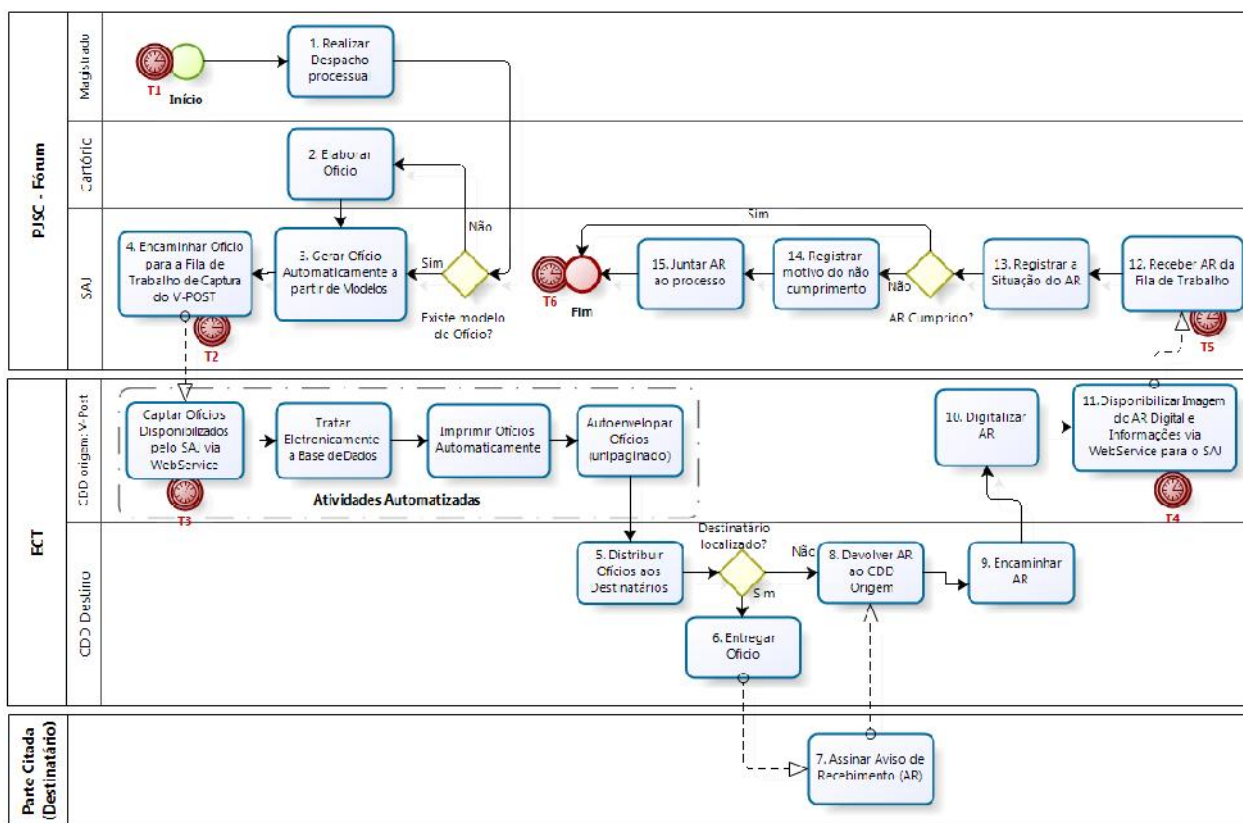 PJSC - Fórum
Magistrado
T1
Início
1. Realizar
Despacho
processual
Cartório
2. Elaborar
Ofício
SAJ
4. Encaminhar Ofício
para a Fila de
Trabalho de Captura
do V-POST
T2
3. Gerar Ofício
Automaticamente a
partir de Modelos
Sim
Não
Existe modelo
de Ofício?
T6
Fim
Sim
15. Juntar AR
ao processo
14. Registrar
motivo do não
cumprimento
Não
AR Cumprido?
13. Registrar a
Situação do AR
12. Receber AR da
Fila de Trabalho
T5
ECT
CDD origem: V-Post
Captar Ofícios
Disponibilizados
pelo SAJ via
WebService
T3
Tratar
Eletronicamente
a Base de Dados
Imprimir Ofícios
Automaticamente
Autoenvelopar
Ofícios
(unipaginado)
Atividades Automatizadas
10. Digitalizar
AR
11. Disponibilizar Imagem
do AR Digital e
Informações via
WebService para o SAJ
T4
CDD Destino
5. Distribuir
Ofícios aos
Destinatários
Destinatário
localizado?
Não
Sim
6. Entregar
Ofício
8. Devolver AR
ao CDD
Origem
9. Encaminhar
AR
Parte Citada
(Destinatário)
7. Assinar Aviso de
Recebimento (AR)